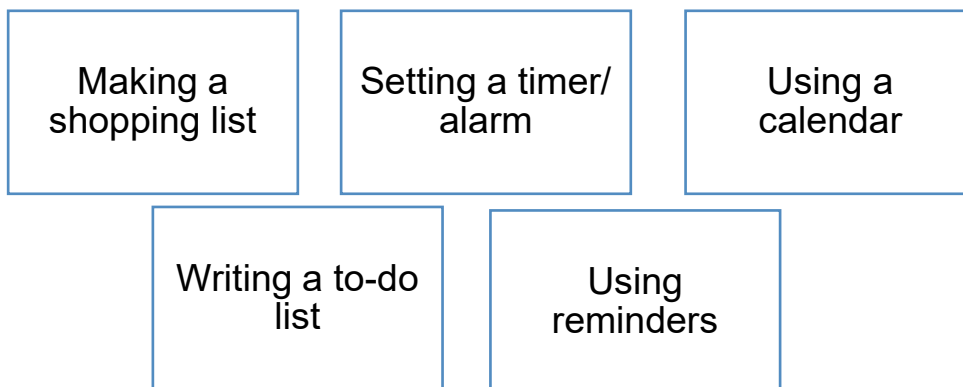 Making a
shopping list
Setting a timer/
alarm
Using a
calendar
Writing a to-do
list
Using
reminders